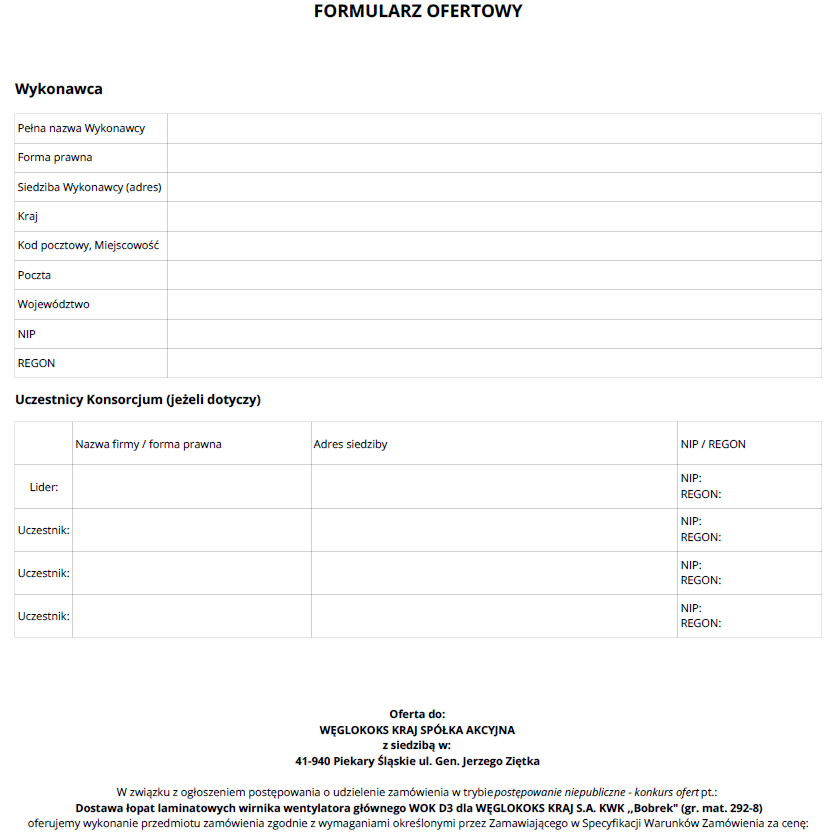 FORMULARZ OFERTOWY
Wykonawca
Pełna nazwa Wykonawcy
Forma prawna
Siedziba Wykonawcy (adres)
Kraj
Kod pocztowy, Miejscowość
Poczta
Województwo
NIP
REGON
Uczestnicy Konsorcjum (jeżeli dotyczy)
Nazwa firmy / forma prawna Adres siedziby NIP / REGON
Lider: NIP:
REGON:
Uczestnik: NIP:
REGON:
Uczestnik: NIP:
REGON:
Uczestnik: NIP:
REGON:
Oferta do:
WĘGLOKOKS KRAJ SPÓŁKA AKCYJNA
z siedzibą w:
41-940 Piekary Śląskie ul. Gen. Jerzego Ziętka
W związku z ogłoszeniem postępowania o udzielenie zamówienia w trybie postępowanie niepubliczne - konkurs ofert pt.:
Dostawa łopat laminatowych wirnika wentylatora głównego WOK D3 dla WĘGLOKOKS KRAJ S.A. KWK ,,Bobrek" (gr. mat. 292-8)
oferujemy wykonanie przedmiotu zamówienia zgodnie z wymaganiami określonymi przez Zamawiającego w Specyfikacji Warunków Zamówienia za cenę: